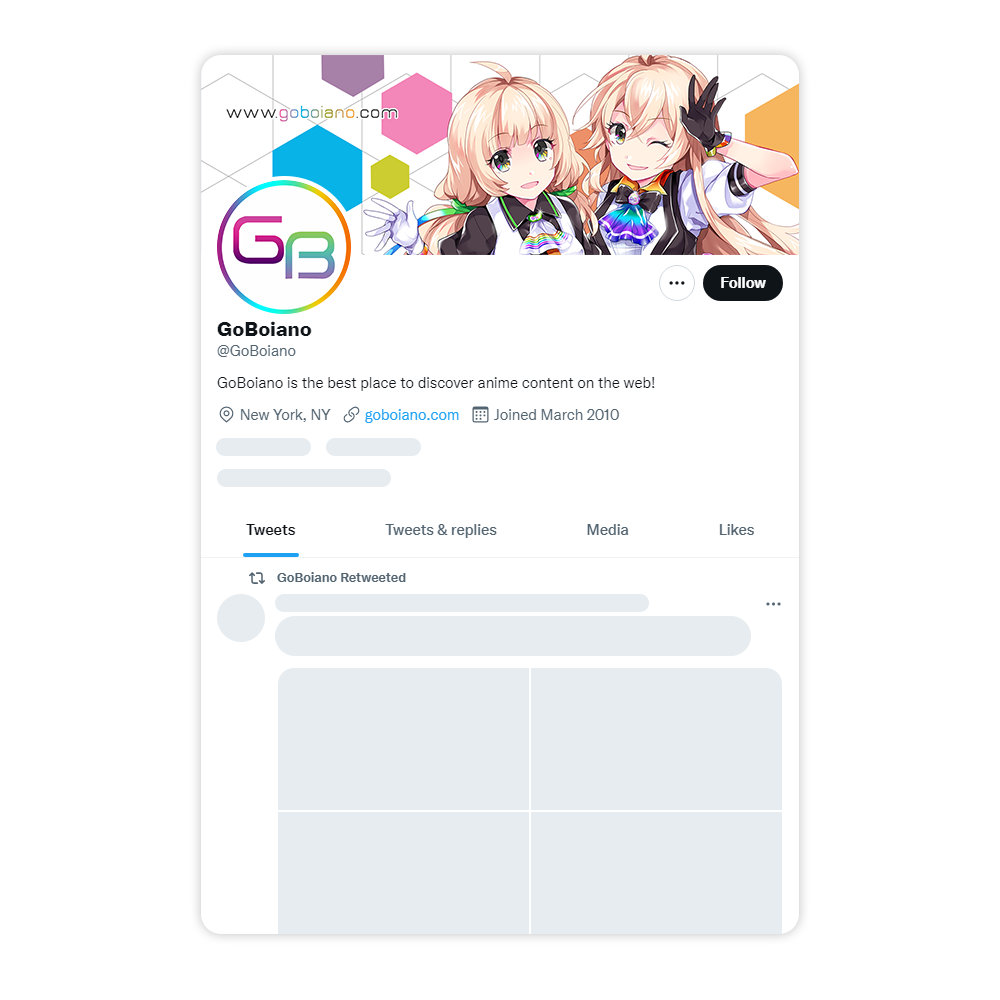 www.goboiano.com
GB
Follow
GoBoiano
@GoBoiano
GoBoiano is the best place to discover anime content on the web!
New York, NY goboiano.com Joined March 2010
Tweets Tweets & replies Media Likes
GoBoiano Retweeted